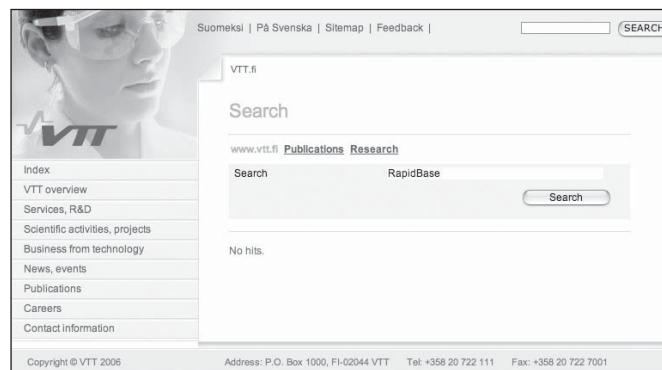 Suomeksi | På Svenska | Sitemap | Feedback |
SEARCH
VTT.fi
VTT
Search
www.vtt.fi Publications Research
Search RapidBase
Search
No hits.
Index
VTT overview
Services, R&D
Scientific activities, projects
Business from technology
News, events
Publications
Careers
Contact information
Copyright © VTT 2006 Address: P.O. Box 1000, FI-02044 VTT Tel: +358 20 722 111 Fax: +358 20 722 7001